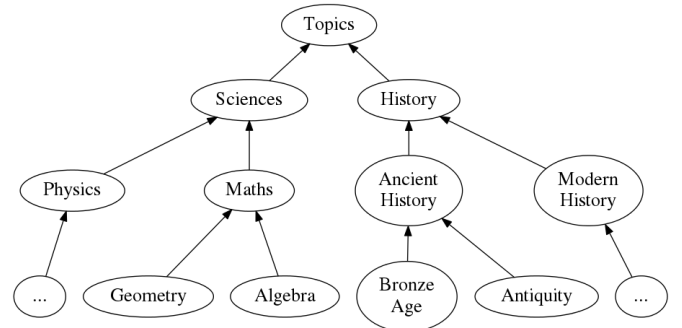 Topics
Sciences
History
Physics
Maths
Ancient
History
Modern
History
...
Geometry
Algebra
Bronze
Age
Antiquity
...